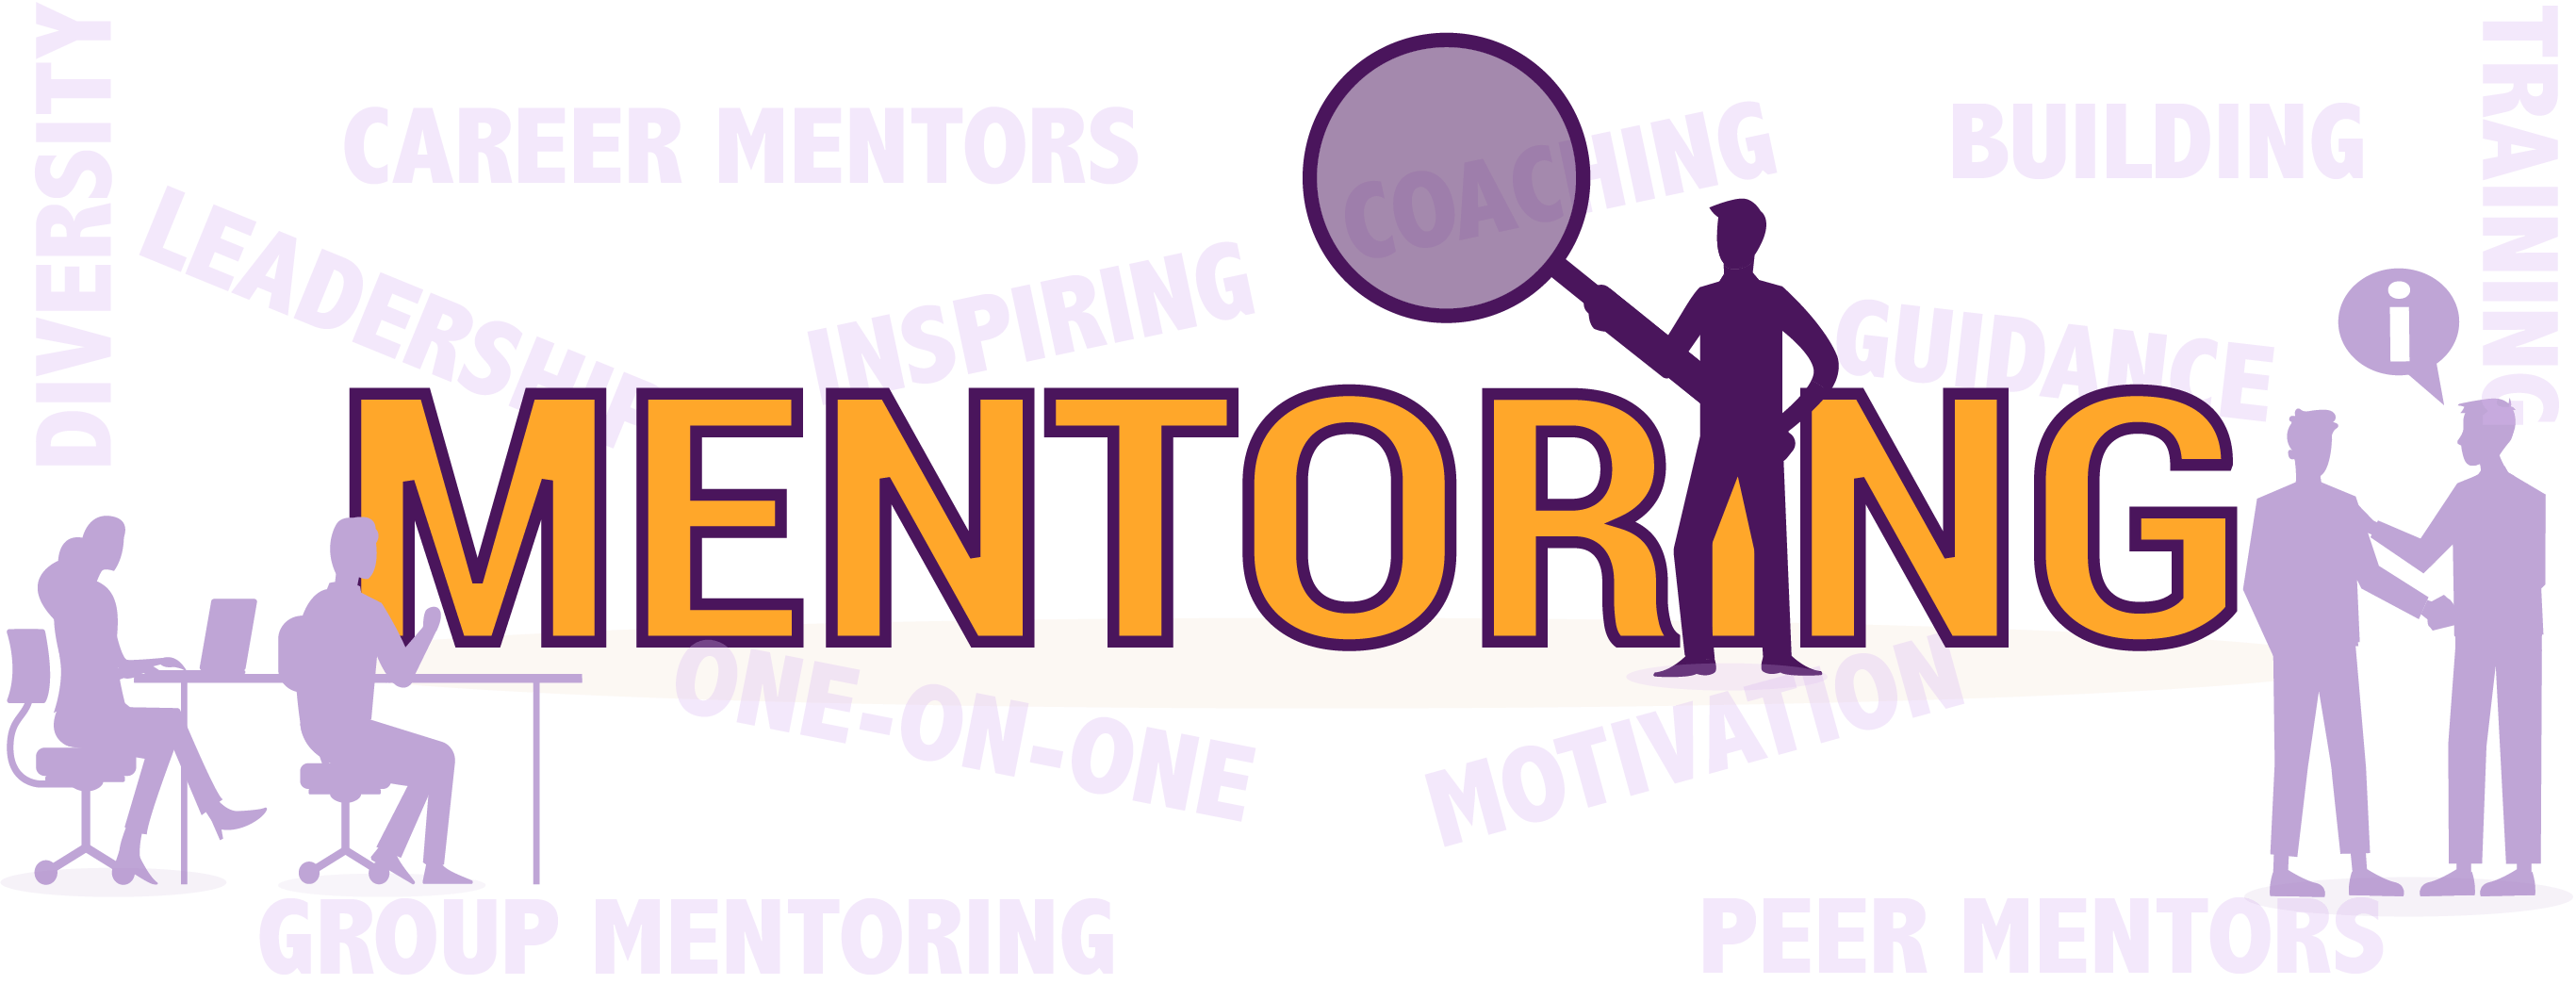 DIVERSITY
CAREER MENTORS
COACHING
BUILDING
TRAINING
LEADERSHIP
INSPIRING
GUIDANCE
i
MENTORING
ONE-ON-ONE
MOTIVATION
GROUP MENTORING
PEER MENTORS